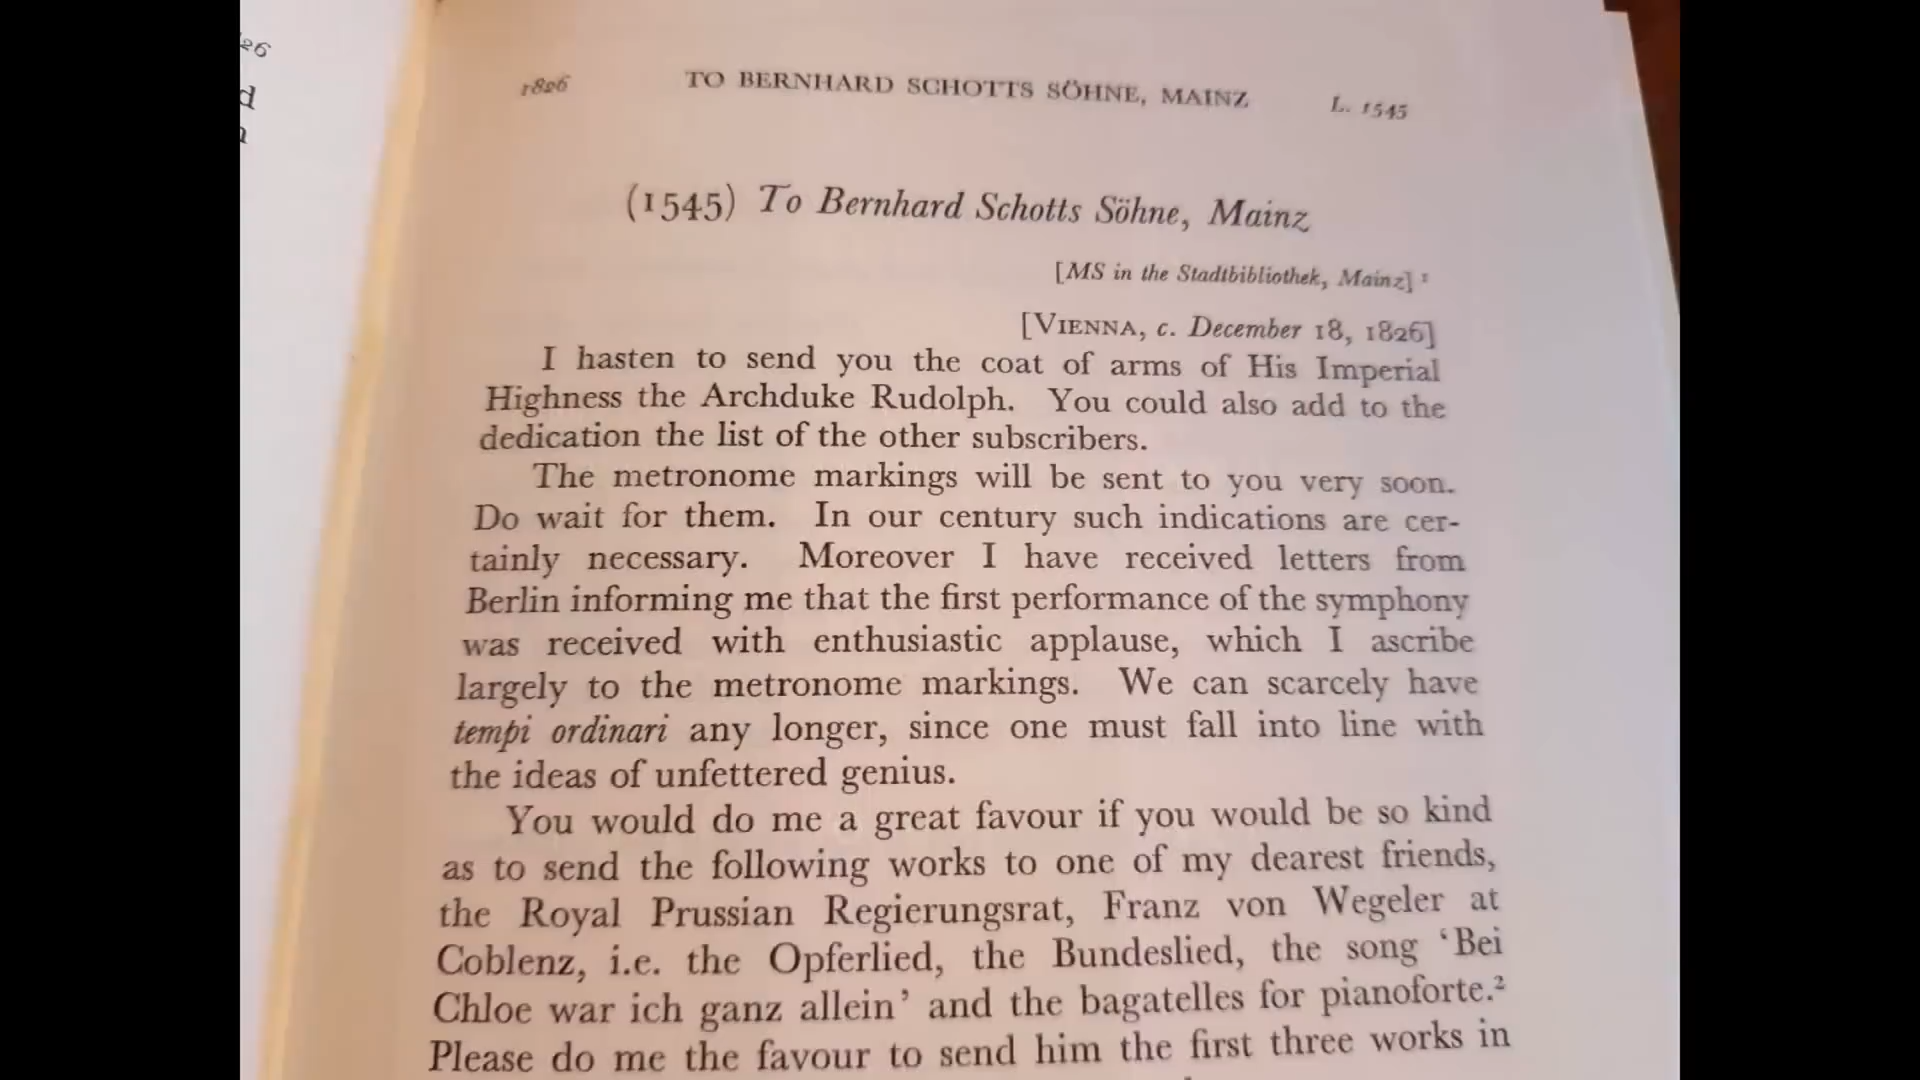 26
d
1826 TO BERNHARD SCHOTTS SÖHNE, MAINZ L. 1545
(1545) To Bernhard Schotts Söhne, Mainz
[MS in the Stadtbibliothek, Mainz] 1
[VIENNA, c. December 18, 1826]
I hasten to send you the coat of arms of His Imperial
Highness the Archduke Rudolph. You could also add to the
dedication the list of the other subscribers.
The metronome markings will be sent to you very soon.
Do wait for them. In our century such indications are cer-
tainly necessary. Moreover I have received letters from
Berlin informing me that the first performance of the symphony
was received with enthusiastic applause, which I ascribe
largely to the metronome markings. We can scarcely have
tempi ordinari any longer, since one must fall into line with
the ideas of unfettered genius.
You would do me a great favour if you would be so kind
as to send the following works to one of my dearest friends,
the Royal Prussian Regierungsrat, Franz von Wegeler at
Coblenz, i.e. the Opferlied, the Bundeslied, the song ‘Bei
Chloe war ich ganz allein’ and the bagatelles for pianoforte.²
Please do me the favour to send him the first three works in